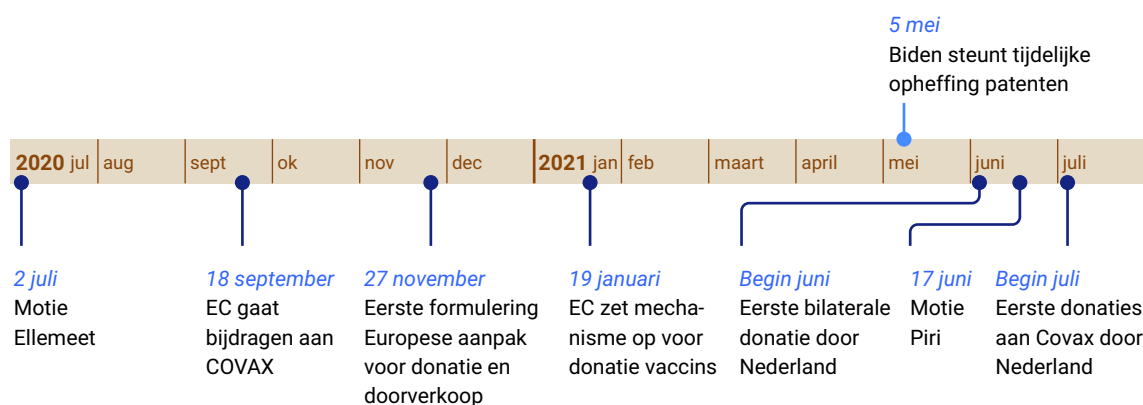 5 mei
Biden steunt tijdelijke
opheffing patenten
2020 jul aug sept ok nov dec 2021 jan feb maart april mei juni juli
2 juli
Motie
Ellemeet
18 september
EC gaat
bijdragen aan
COVAX
27 november
Eerste formulering
Europese aanpak
voor donatie en
doorverkoop
19 januari
EC zet mecha-
nisme op voor
donatie vaccins
Begin juni
Eerste bilaterale
donatie door
Nederland
17 juni
Motie
Piri
Begin juli
Eerste donaties
aan Covax door
Nederland